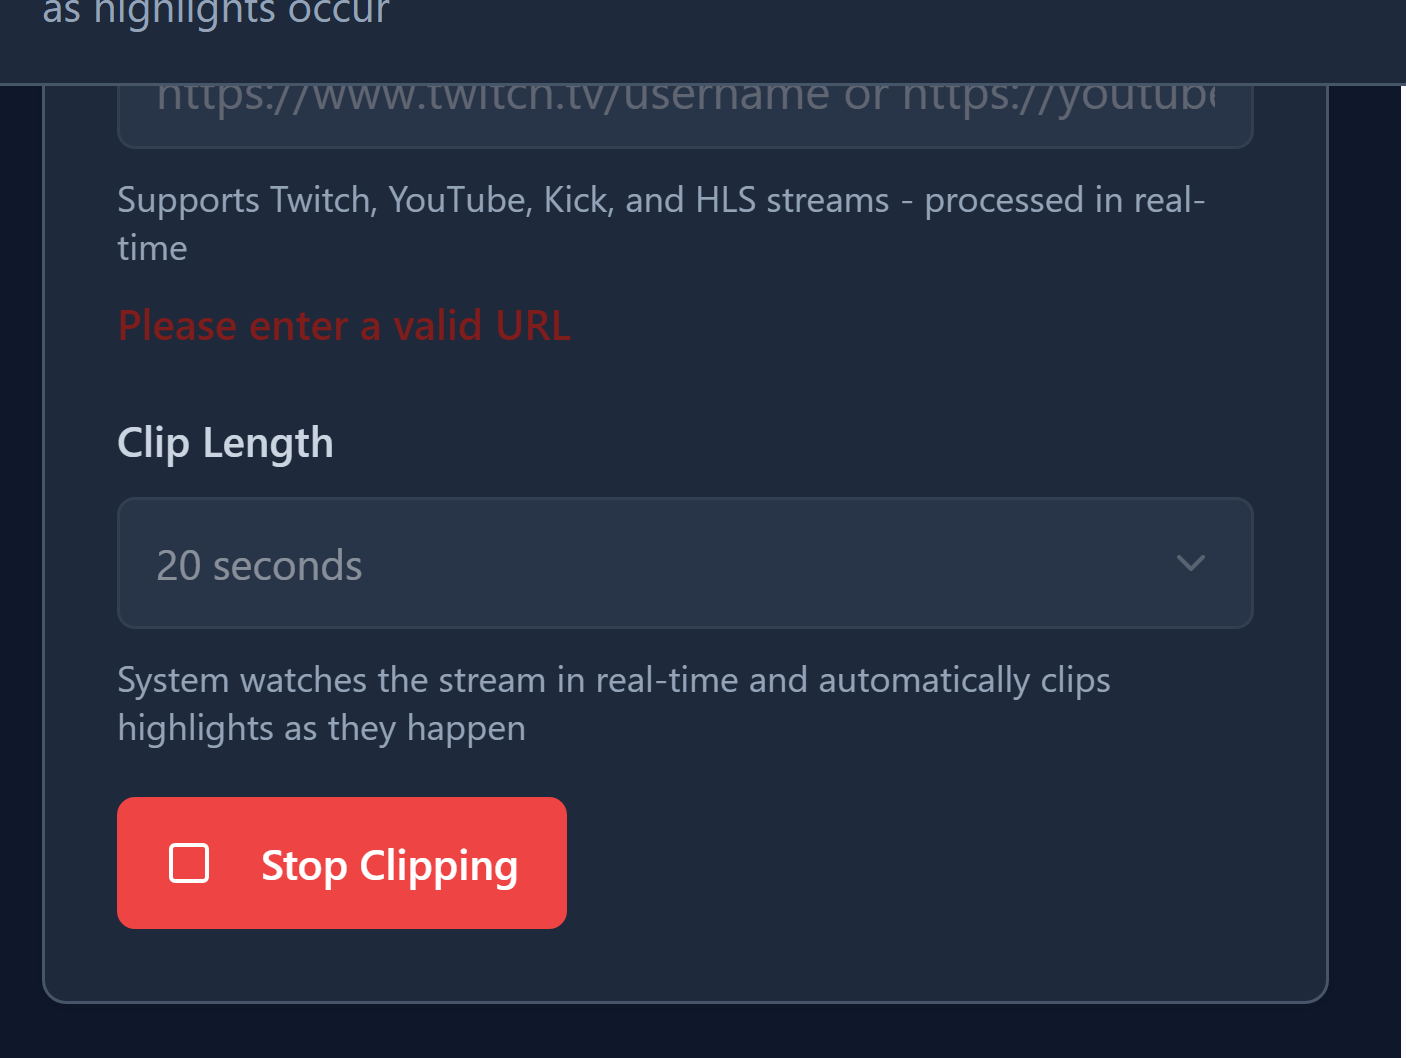 as highlights occur
https://www.twitch.tv/username or https://youtube
Supports Twitch, YouTube, Kick, and HLS streams - processed in real-
time
Please enter a valid URL
Clip Length
20 seconds
System watches the stream in real-time and automatically clips
highlights as they happen
Stop Clipping